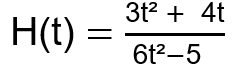 H(t) = (3t² + 4t) / (6t²−5)